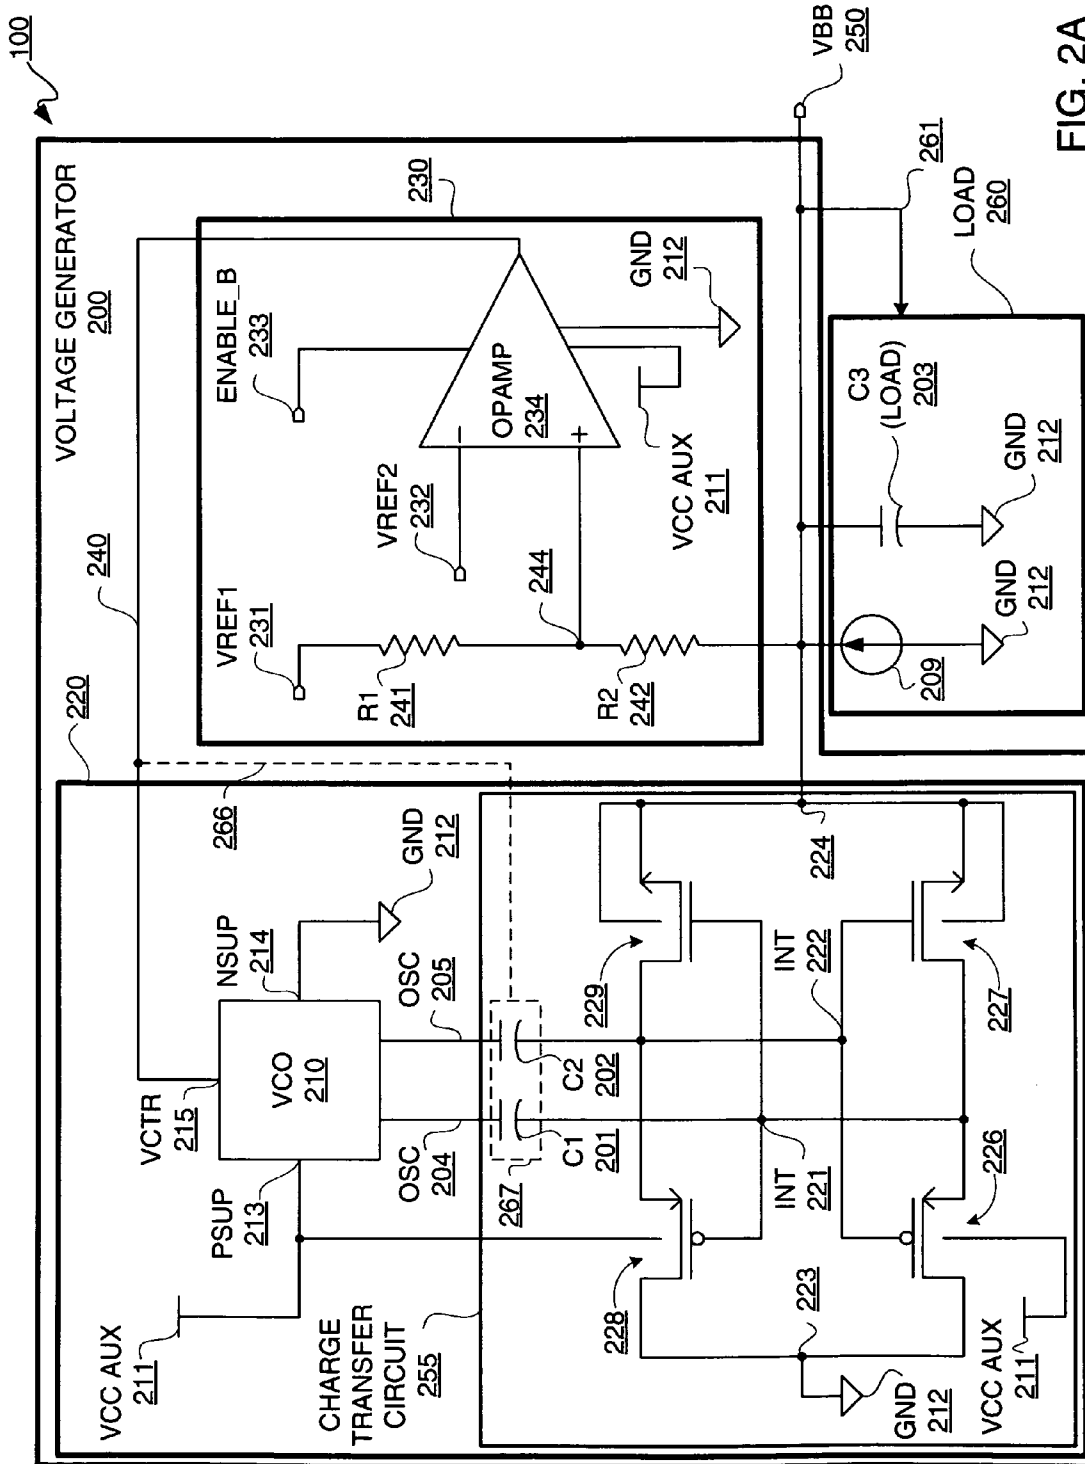 100
VOLTAGE GENERATOR
200
220
240
230
VREF1
231
VREF2
232
ENABLE_B
233
OPAMP
234
−
+
R1
241
244
R2
242
VCC AUX
211
GND
212
VBB
250
261
LOAD
260
C3
(LOAD)
203
GND
212
GND
212
209
VCC AUX
211
PSUP
213
VCTR
215
VCO
210
NSUP
214
GND
212
266
OSC
204
OSC
205
267
C1
201
C2
202
CHARGE
TRANSFER
CIRCUIT
255
228
229
INT
221
INT
222
223
224
226
227
GND
212
VCC AUX
211
FIG. 2A